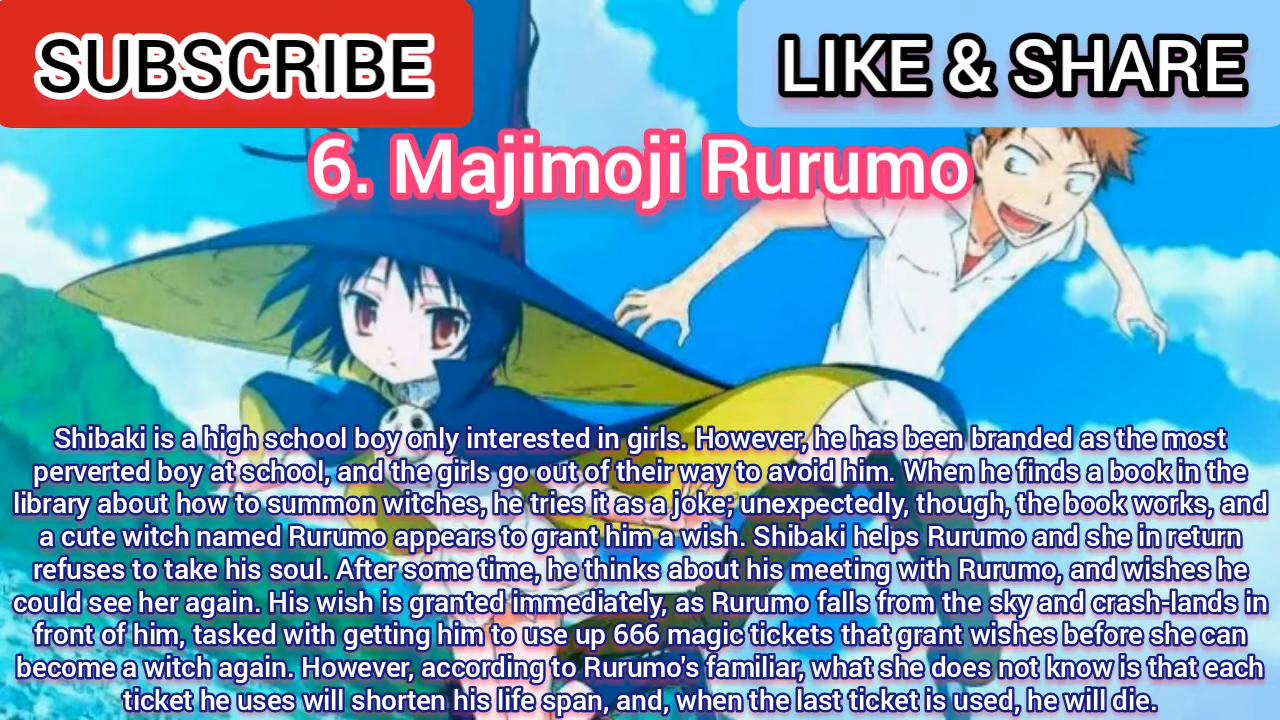 SUBSCRIBE
LIKE & SHARE
6. Majimoji Rurumo
Shibaki is a high school boy only interested in girls. However, he has been branded as the most
perverted boy at school, and the girls go out of their way to avoid him. When he finds a book in the
library about how to summon witches, he tries it as a joke; unexpectedly, though, the book works, and
a cute witch named Rurumo appears to grant him a wish. Shibaki helps Rurumo and she in return
refuses to take his soul. After some time, he thinks about his meeting with Rurumo, and wishes he
could see her again. His wish is granted immediately, as Rurumo falls from the sky and crash-lands in
front of him, tasked with getting him to use up 666 magic tickets that grant wishes before she can
become a witch again. However, according to Rurumo's familiar, what she does not know is that each
ticket he uses will shorten his life span, and, when the last ticket is used, he will die.